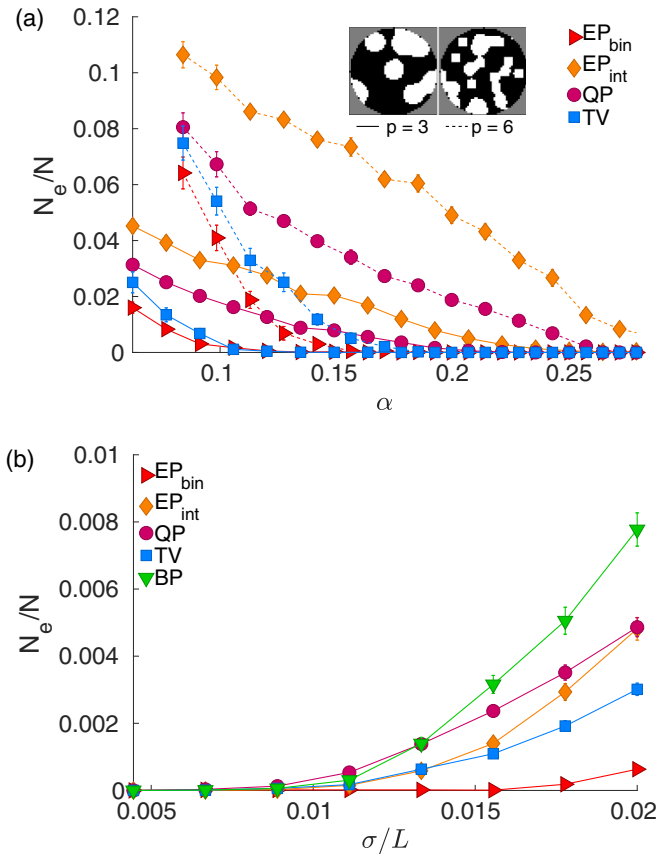 (a)
0.12
0.1
0.08
0.06
0.04
0.02
0
N_e/N
EP_bin
EP_int
QP
TV
p = 3
p = 6
0.1
0.15
0.2
0.25
α
(b)
0.01
0.008
0.006
0.004
0.002
0
N_e/N
EP_bin
EP_int
QP
TV
BP
0.005
0.01
0.015
0.02
σ/L